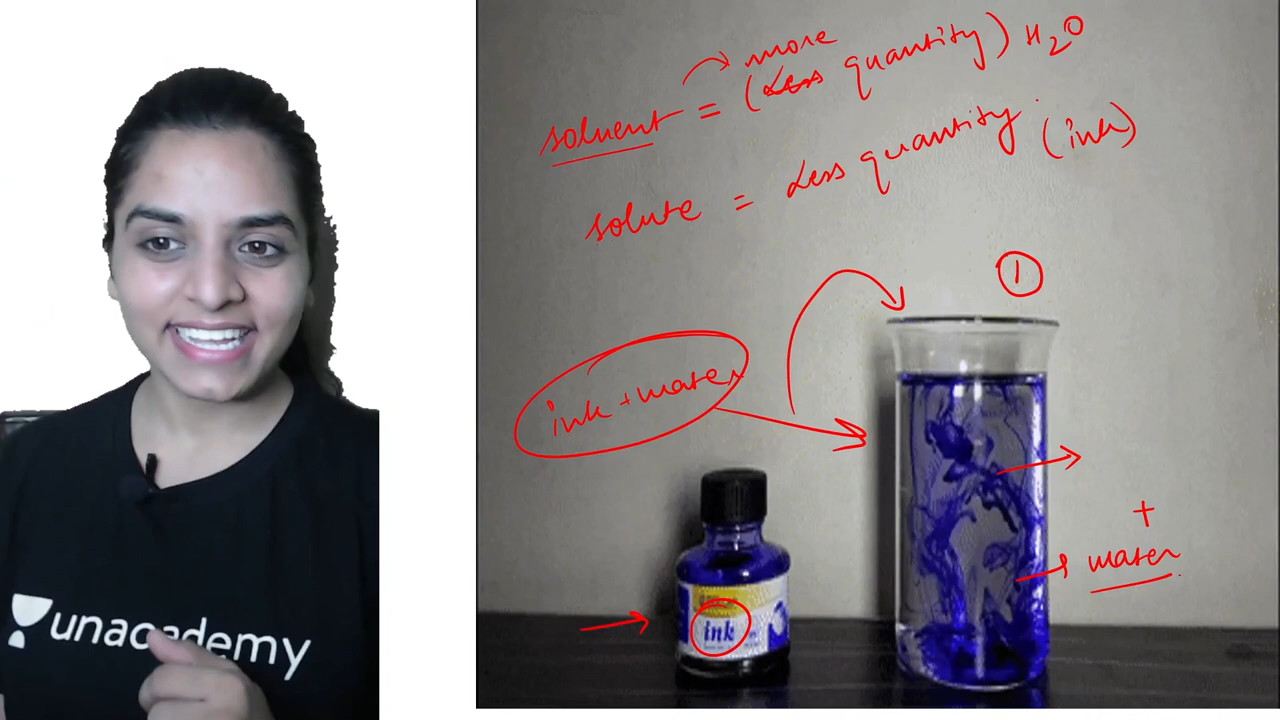 more
solvent = (Less quantity) H2O
solute = Less quantity (ink)
1
ink + water
+
water
ink
unacademy